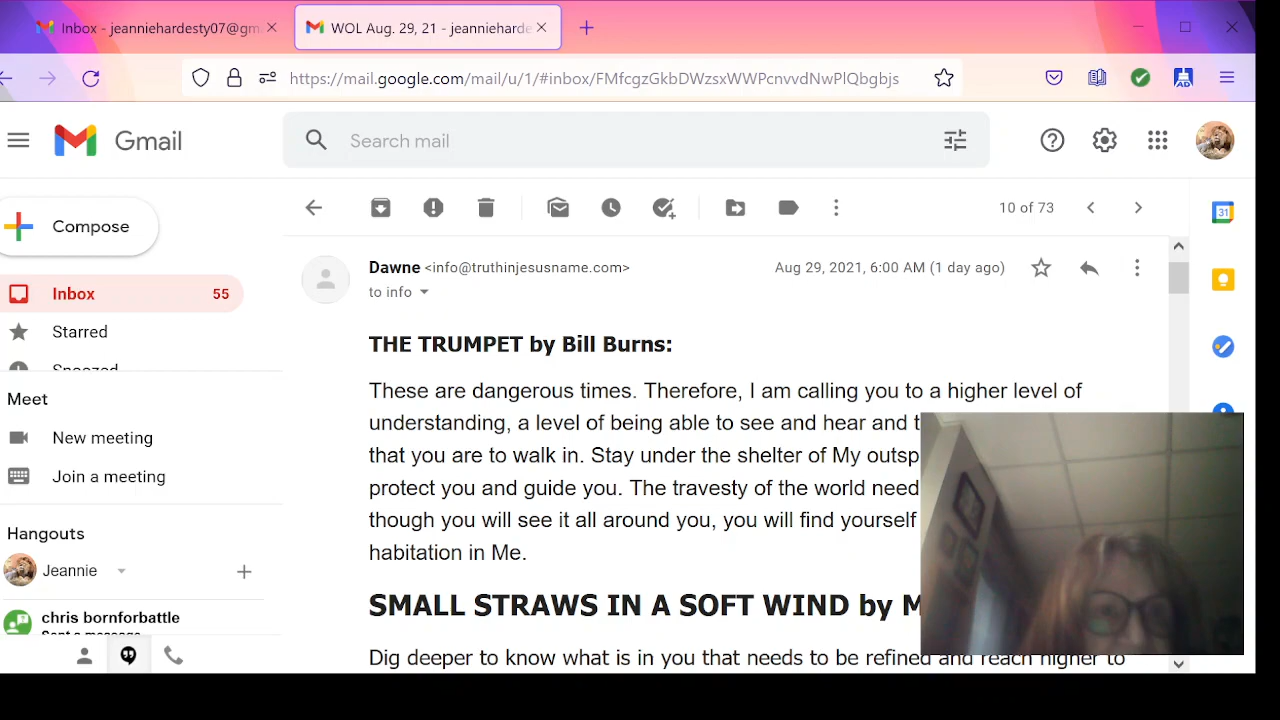 Inbox - jeanniehardesty07@gm
WOL Aug. 29, 21 - jeannieharde
https://mail.google.com/mail/u/1/#inbox/FMfcgzGkbDWzsxWWPcnvvdNwPlQbgbjs
AD
Gmail
Search mail
Compose
10 of 73
31
Inbox 55
Starred
Snoozed
Meet
New meeting
Join a meeting
Hangouts
Jeannie
chris bornforbattle
Sent a message
Dawne <info@truthinjesusname.com>
Aug 29, 2021, 6:00 AM (1 day ago)
to info
THE TRUMPET by Bill Burns:
These are dangerous times. Therefore, I am calling you to a higher level of
understanding, a level of being able to see and hear and
that you are to walk in. Stay under the shelter of My
protect you and guide you. The travesty of the world
though you will see it all around you, you will find yourself
habitation in Me.
SMALL STRAWS IN A SOFT WIND by
Dig deeper to know what is in you that needs to be refined and reach higher to